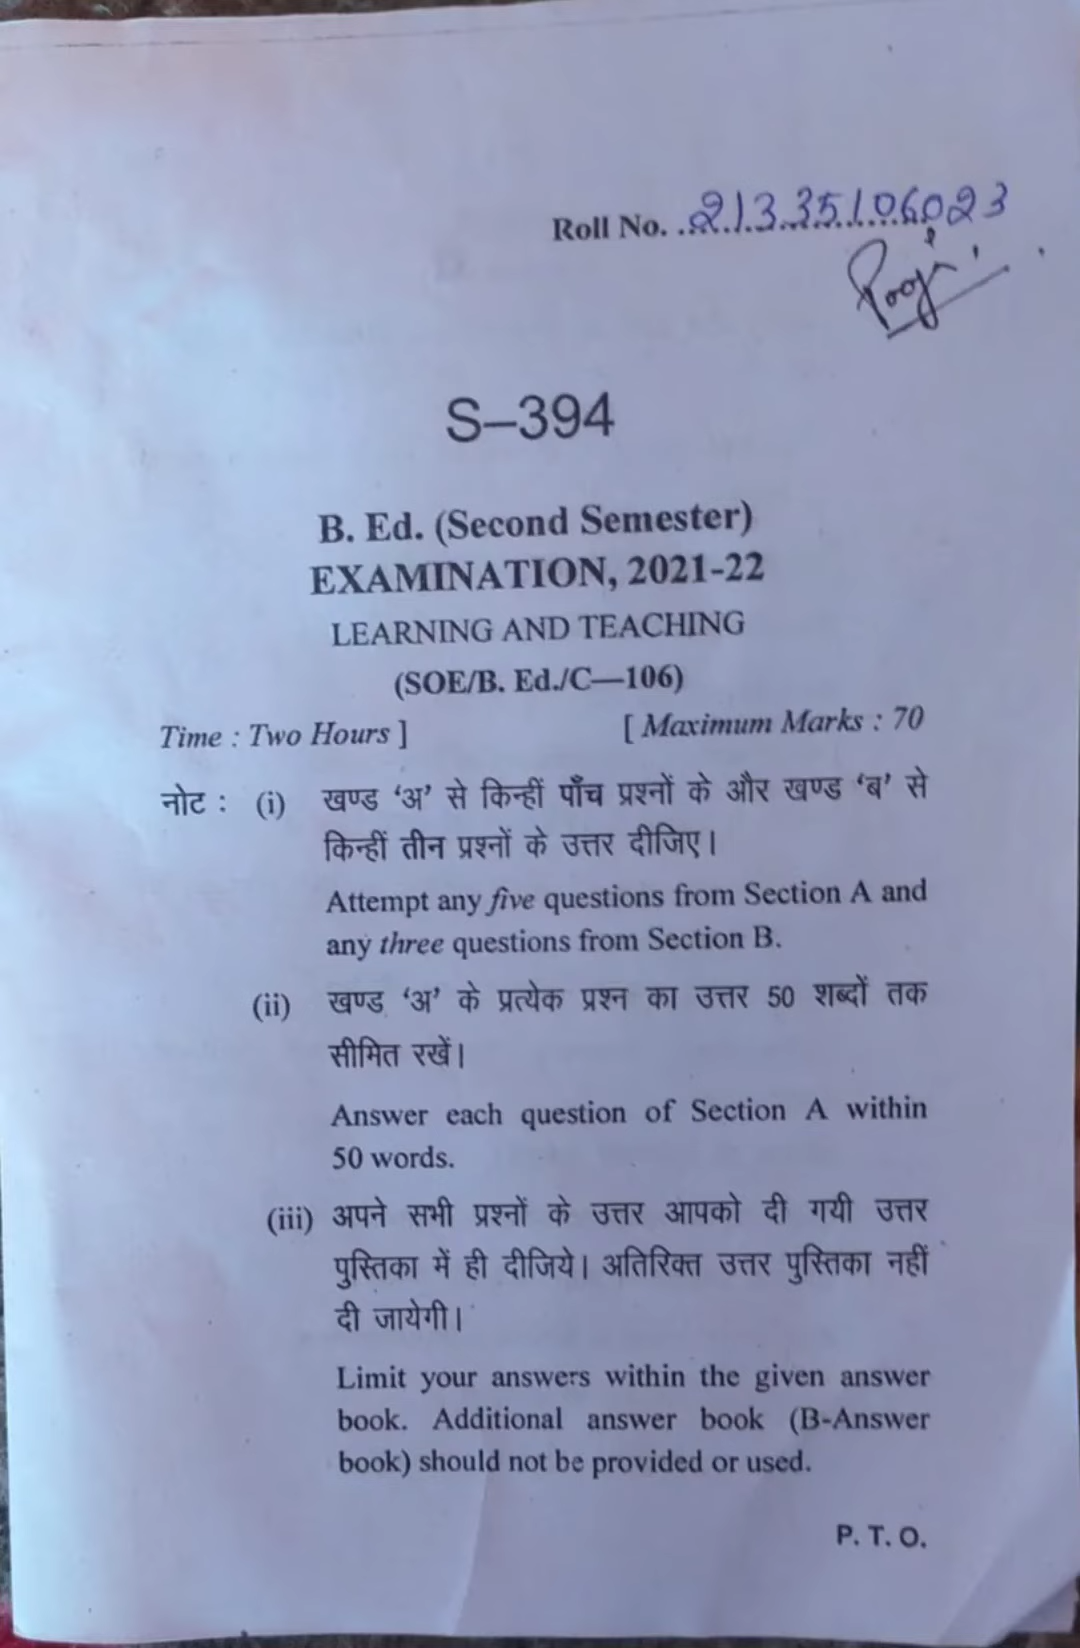 Roll No. 21335106023
Pooja
S–394
B. Ed. (Second Semester)
EXAMINATION, 2021-22
LEARNING AND TEACHING
(SOE/B. Ed./C—106)
Time : Two Hours ] [ Maximum Marks : 70
नोट : (i) खण्ड ‘अ’ से किन्हीं पाँच प्रश्नों के और खण्ड ‘ब’ से
किन्हीं तीन प्रश्नों के उत्तर दीजिए।
Attempt any five questions from Section A and
any three questions from Section B.
(ii) खण्ड ‘अ’ के प्रत्येक प्रश्न का उत्तर 50 शब्दों तक
सीमित रखें।
Answer each question of Section A within
50 words.
(iii) अपने सभी प्रश्नों के उत्तर आपको दी गयी उत्तर
पुस्तिका में ही दीजिये। अतिरिक्त उत्तर पुस्तिका नहीं
दी जायेगी।
Limit your answers within the given answer
book. Additional answer book (B-Answer
book) should not be provided or used.
P. T. O.